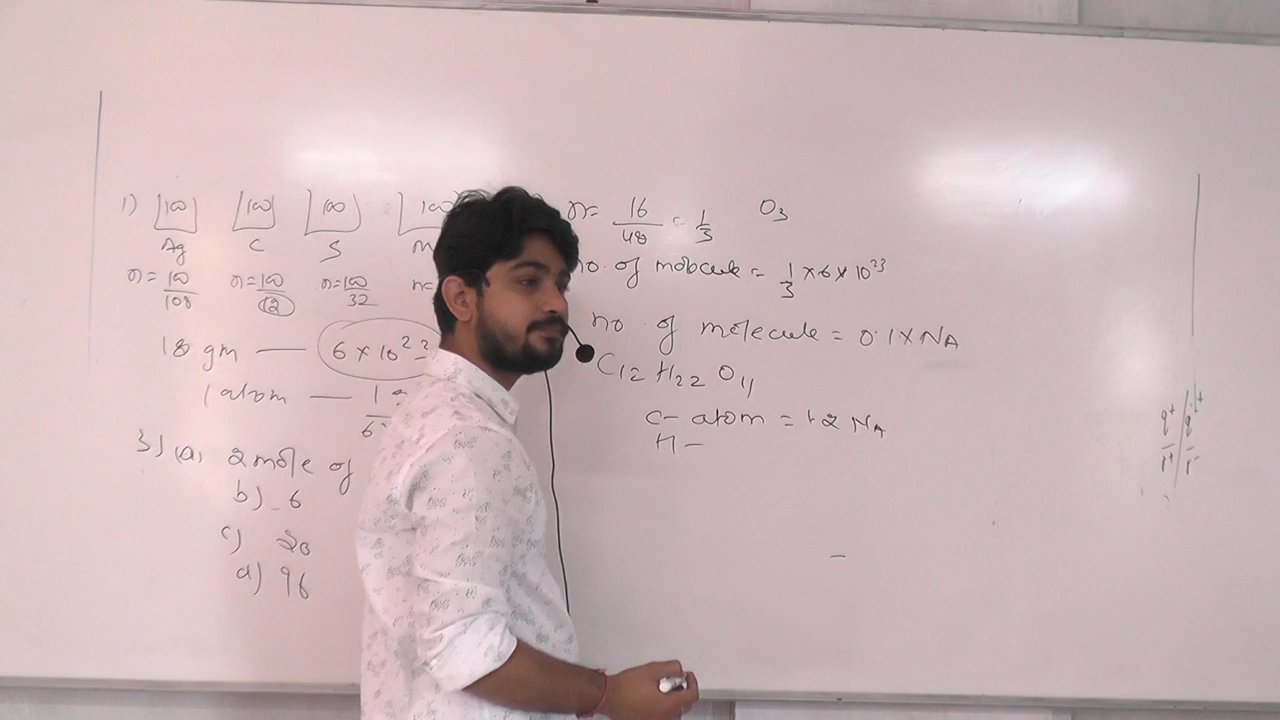 1) 100 100 100 100
Ag C S
n = 100/108 n = 100/12 n = 100/32 n=
18 gm — 6 × 10²³
1 atom —
3) (a) 2 mole of
b) 6
c) 20
d) 96
n = 16/48 = 1/3 O₃
no. of molecule = 1/3 × 6 × 10²³
no. of molecule = 0.1 × NA
C₁₂ H₂₂ O₁₁
C- atom = 1.2 NA
H -